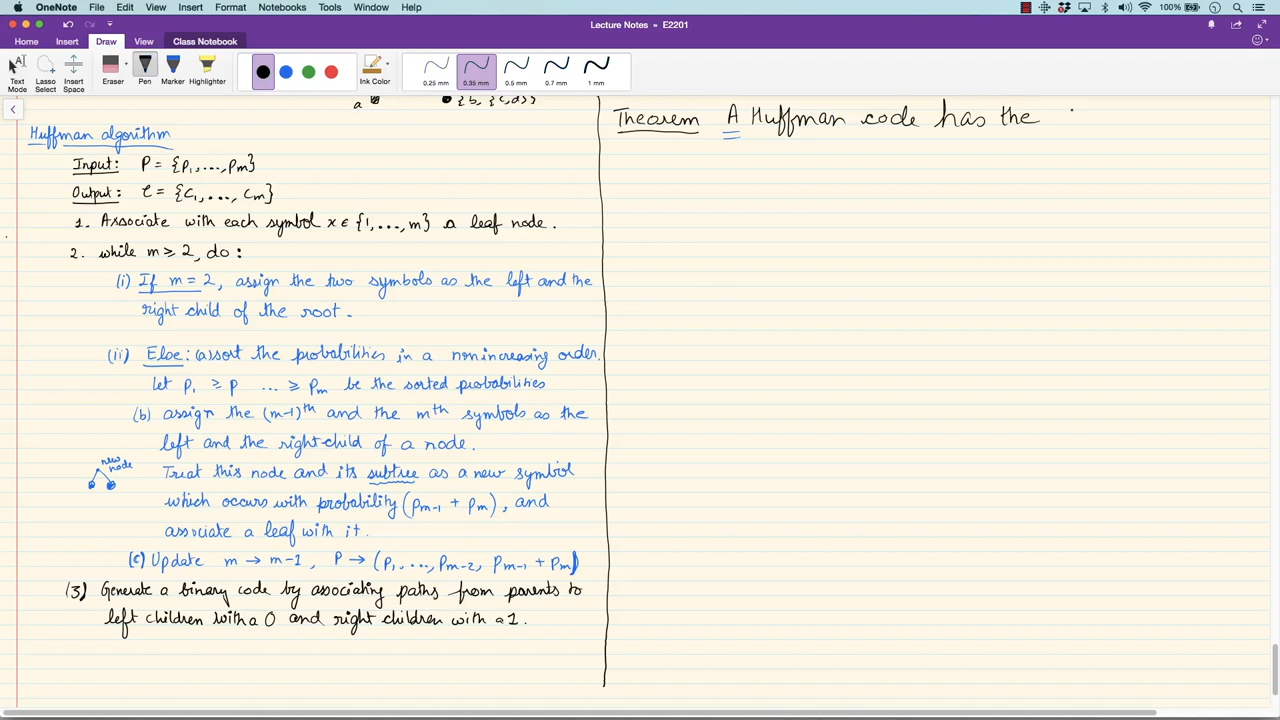 OneNote File Edit View Insert Format Notebooks Tools Window Help 100%
Lecture Notes » E2201
Home Insert Draw View Class Notebook
Text Mode
Lasso Select
Insert Space
Eraser
Pen
Marker
Highlighter
Ink Color
0.25 mm 0.35 mm 0.5 mm 0.7 mm 1 mm
a {b, {c,d}}
Huffman algorithm
Input: P = {p₁,...,pₘ}
Output: C = {c₁,..., cₘ}
1. Associate with each symbol x ∈ {1,...,m} a leaf node.
2. while m ≥ 2, do :
(i) If m = 2, assign the two symbols as the left and the
right child of the root.
(ii) Else: (a) sort the probabilities in a nonincreasing order.
let p₁ ≥ p ... ≥ pₘ be the sorted probabilities
(b) assign the (m-1)ᵗʰ and the mᵗʰ symbols as the
left and the right child of a node.
new node
Treat this node and its subtree as a new symbol
which occurs with probability (pₘ₋₁ + pₘ), and
associate a leaf with it.
(c) Update m → m-1, P → (p₁,...,pₘ₋₂, pₘ₋₁ + pₘ)
(3) Generate a binary code by associating paths from parents to
left children with a 0 and right children with a 1.
Theorem A Huffman code has the